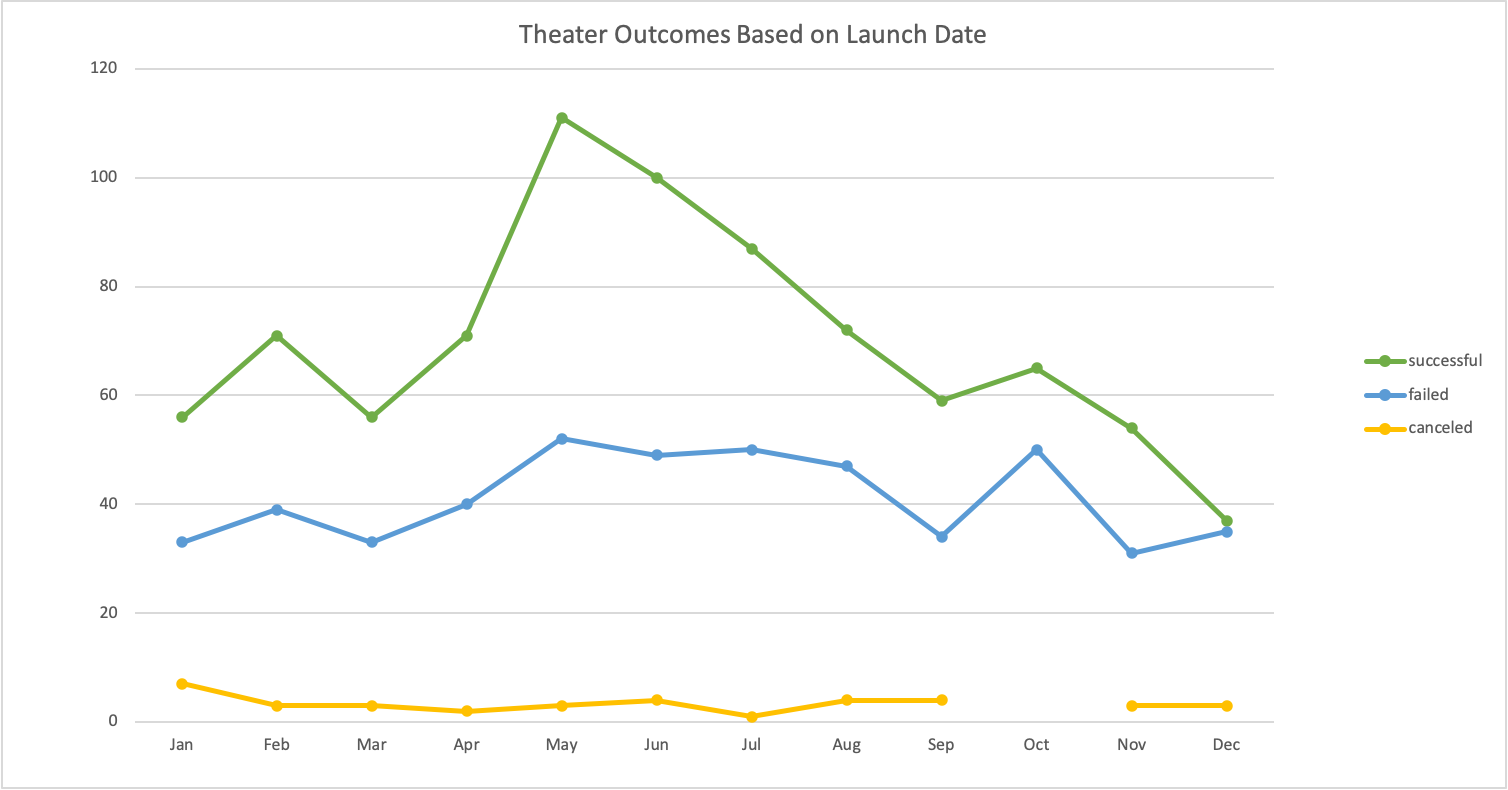 Theater Outcomes Based on Launch Date
120
100
80
60
40
20
0
Jan Feb Mar Apr May Jun Jul Aug Sep Oct Nov Dec
successful
failed
canceled